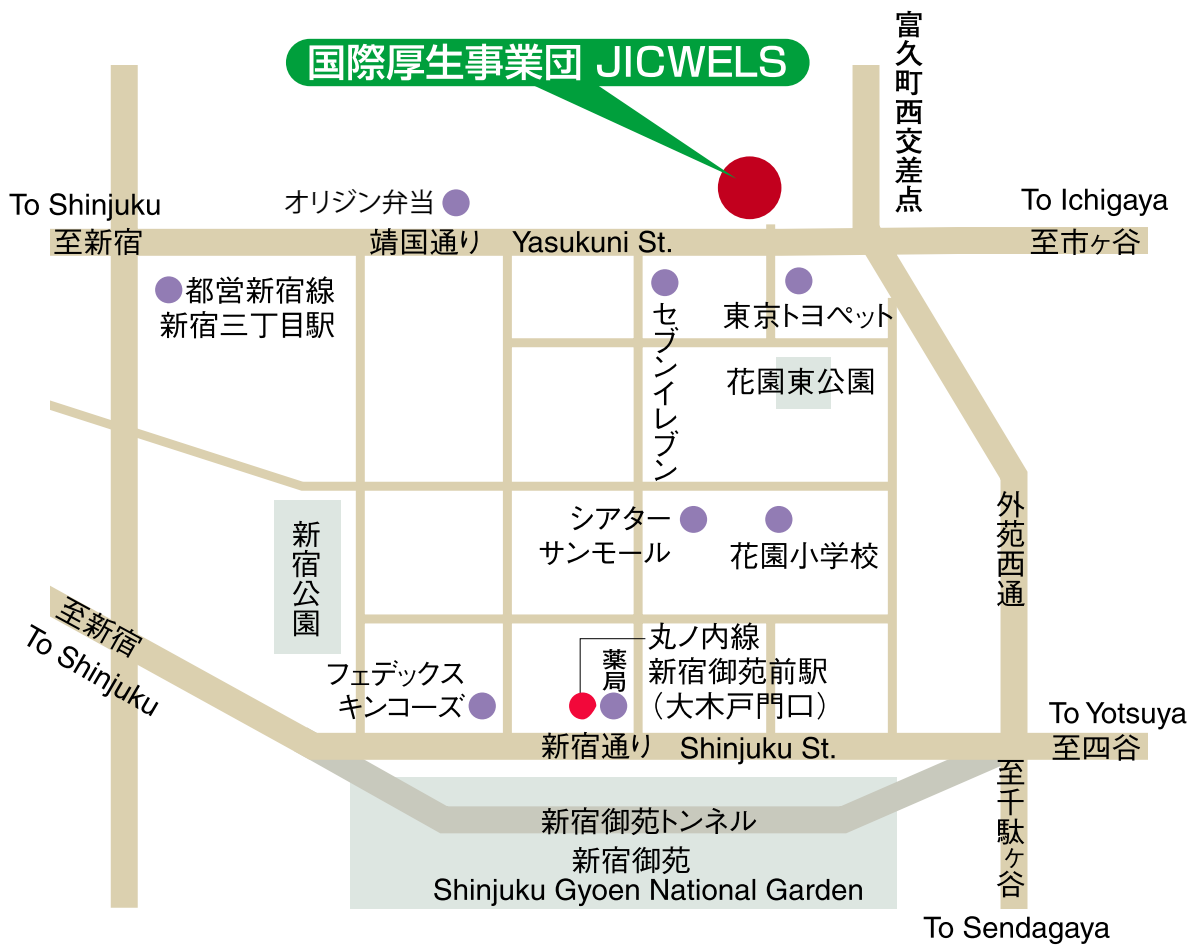 国際厚生事業団 JICWELS
富久町西交差点
To Shinjuku
至新宿
オリジン弁当
靖国通り Yasukuni St.
To Ichigaya
至市ヶ谷
都営新宿線
新宿三丁目駅
セブンイレブン
東京トヨペット
花園東公園
シアター
サンモール
花園小学校
外苑西通
新宿公園
至新宿
To Shinjuku
フェデックス
キンコーズ
薬局
丸ノ内線
新宿御苑前駅
（大木戸門口）
新宿通り Shinjuku St.
To Yotsuya
至四谷
至千駄ヶ谷
To Sendagaya
新宿御苑トンネル
新宿御苑
Shinjuku Gyoen National Garden